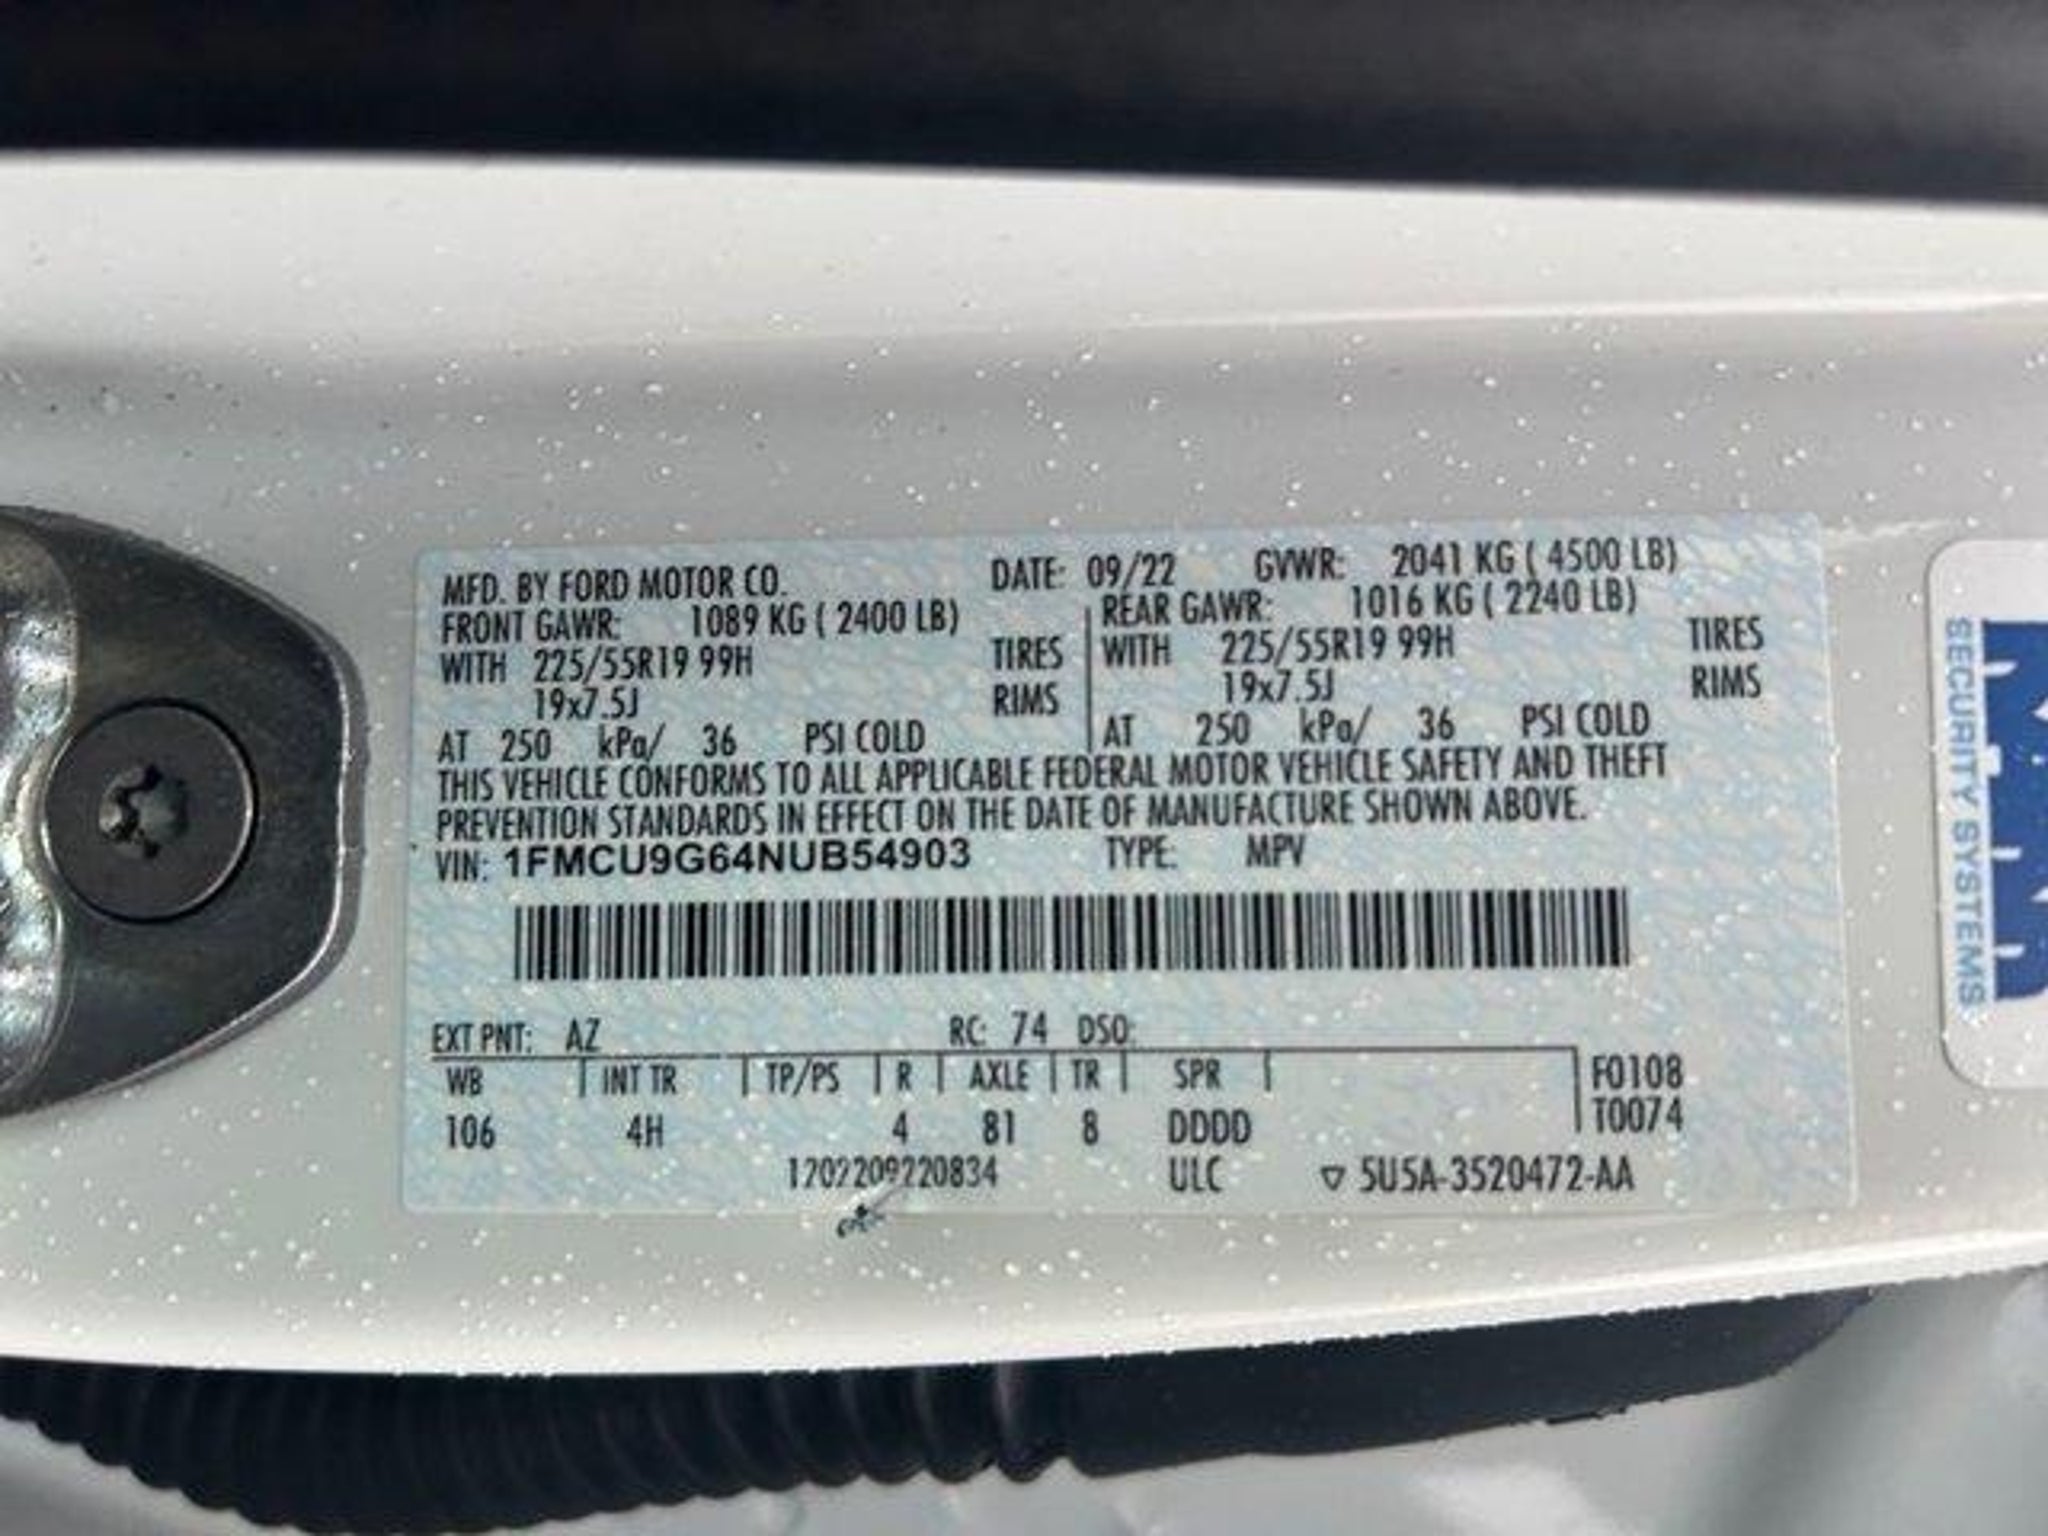 MFD. BY FORD MOTOR CO. DATE: 09/22 GVWR: 2041 KG ( 4500 LB)
FRONT GAWR: 1089 KG ( 2400 LB) REAR GAWR: 1016 KG ( 2240 LB)
WITH 225/55R19 99H TIRES WITH 225/55R19 99H TIRES
19x7.5J RIMS 19x7.5J RIMS
AT 250 kPa/ 36 PSI COLD AT 250 kPa/ 36 PSI COLD
THIS VEHICLE CONFORMS TO ALL APPLICABLE FEDERAL MOTOR VEHICLE SAFETY AND THEFT
PREVENTION STANDARDS IN EFFECT ON THE DATE OF MANUFACTURE SHOWN ABOVE.
VIN: 1FMCU9G64NUB54903 TYPE: MPV
EXT PNT: AZ RC: 74 DSO:
WB INT TR TP/PS R AXLE TR SPR F0108
106 4H 4 81 8 DDDD T0074
1202209220834 ULC ▽ 5U5A-3520472-AA
SECURITY SYSTEMS